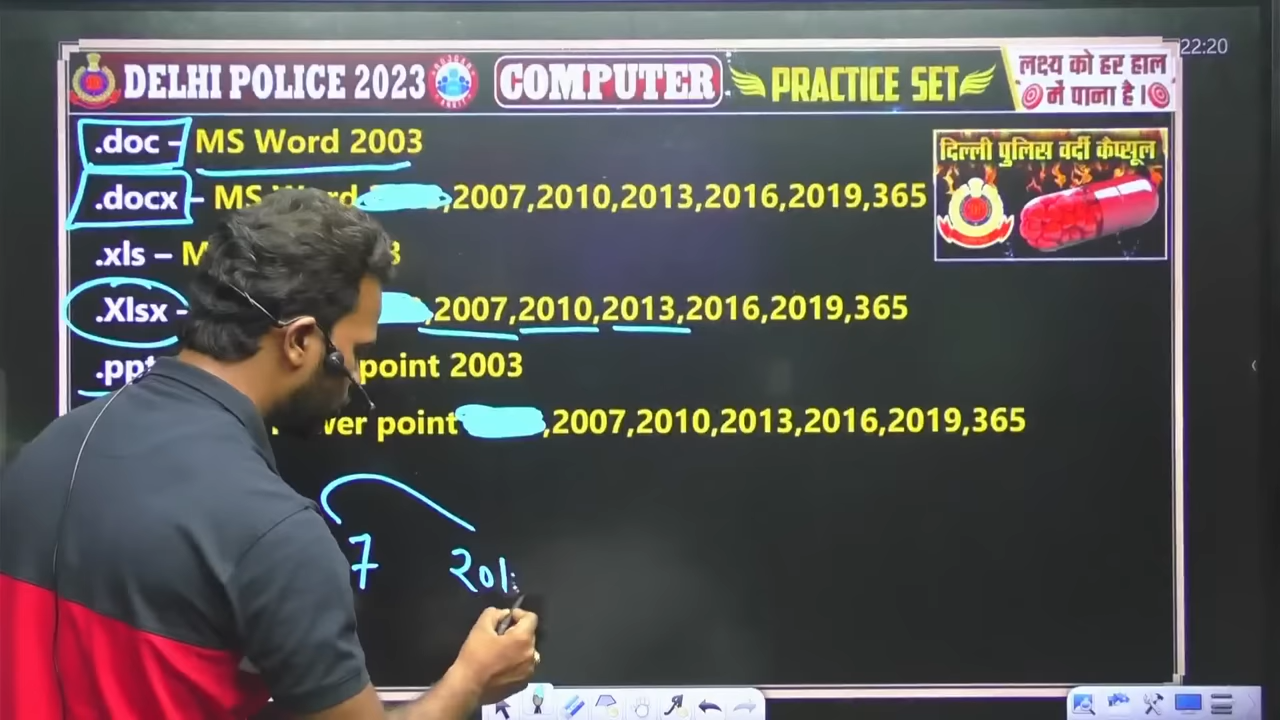 22:20
DELHI POLICE 2023 COMPUTER PRACTICE SET
लक्ष्य को हर हाल
में पाना है।
दिल्ली पुलिस वर्दी कैप्सूल
.doc – MS Word 2003
.docx – MS Word ,2007,2010,2013,2016,2019,365
.xls –
.Xlsx - ,2007,2010,2013,2016,2019,365
.ppt point 2003
point ,2007,2010,2013,2016,2019,365
7 201